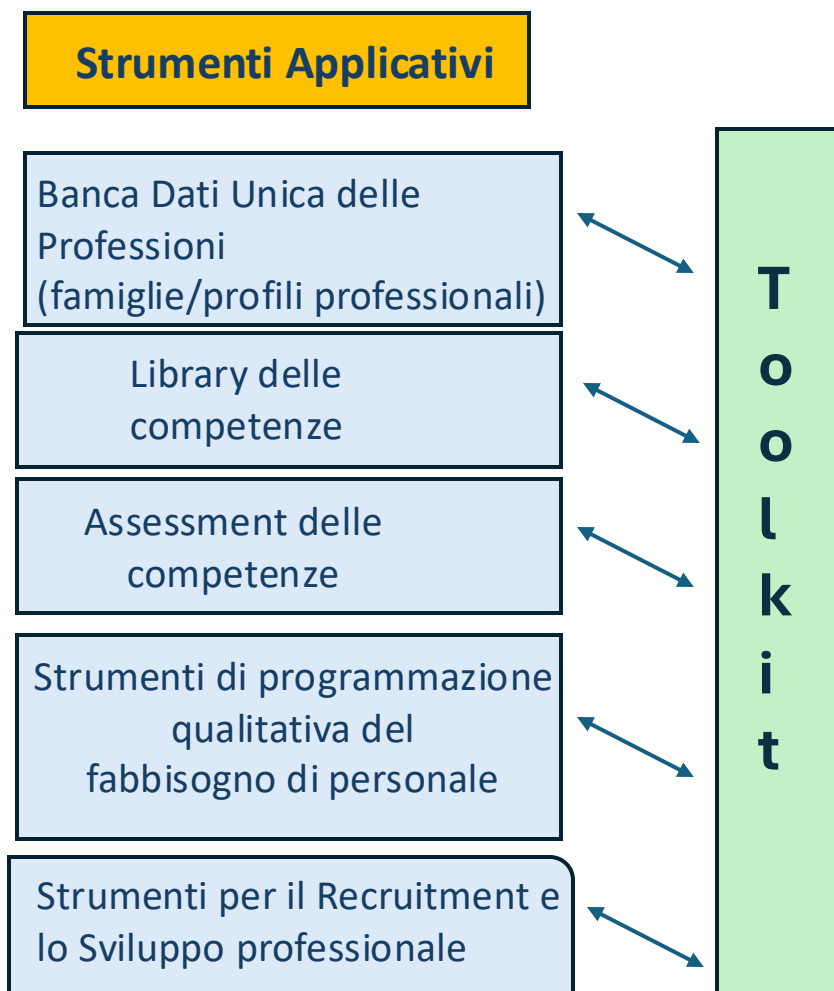 Strumenti Applicativi
Banca Dati Unica delle
Professioni
(famiglie/profili professionali)
Library delle
competenze
Assessment delle
competenze
Strumenti di programmazione
qualitativa del
fabbisogno di personale
Strumenti per il Recruitment e
lo Sviluppo professionale
T
o
o
l
k
i
t